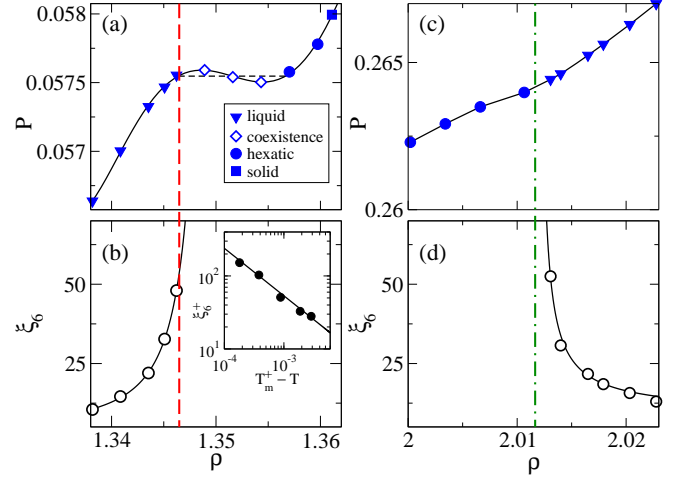 (a)
0.058
0.0575
0.057
P
liquid
coexistence
hexatic
solid
(c)
0.265
0.26
P
(b)
50
25
ξ6
10^2
10^1
ξ6^+
10^-4
10^-3
T_m^+ − T
1.34
1.35
1.36
ρ
(d)
50
25
ξ6
2
2.01
2.02
ρ